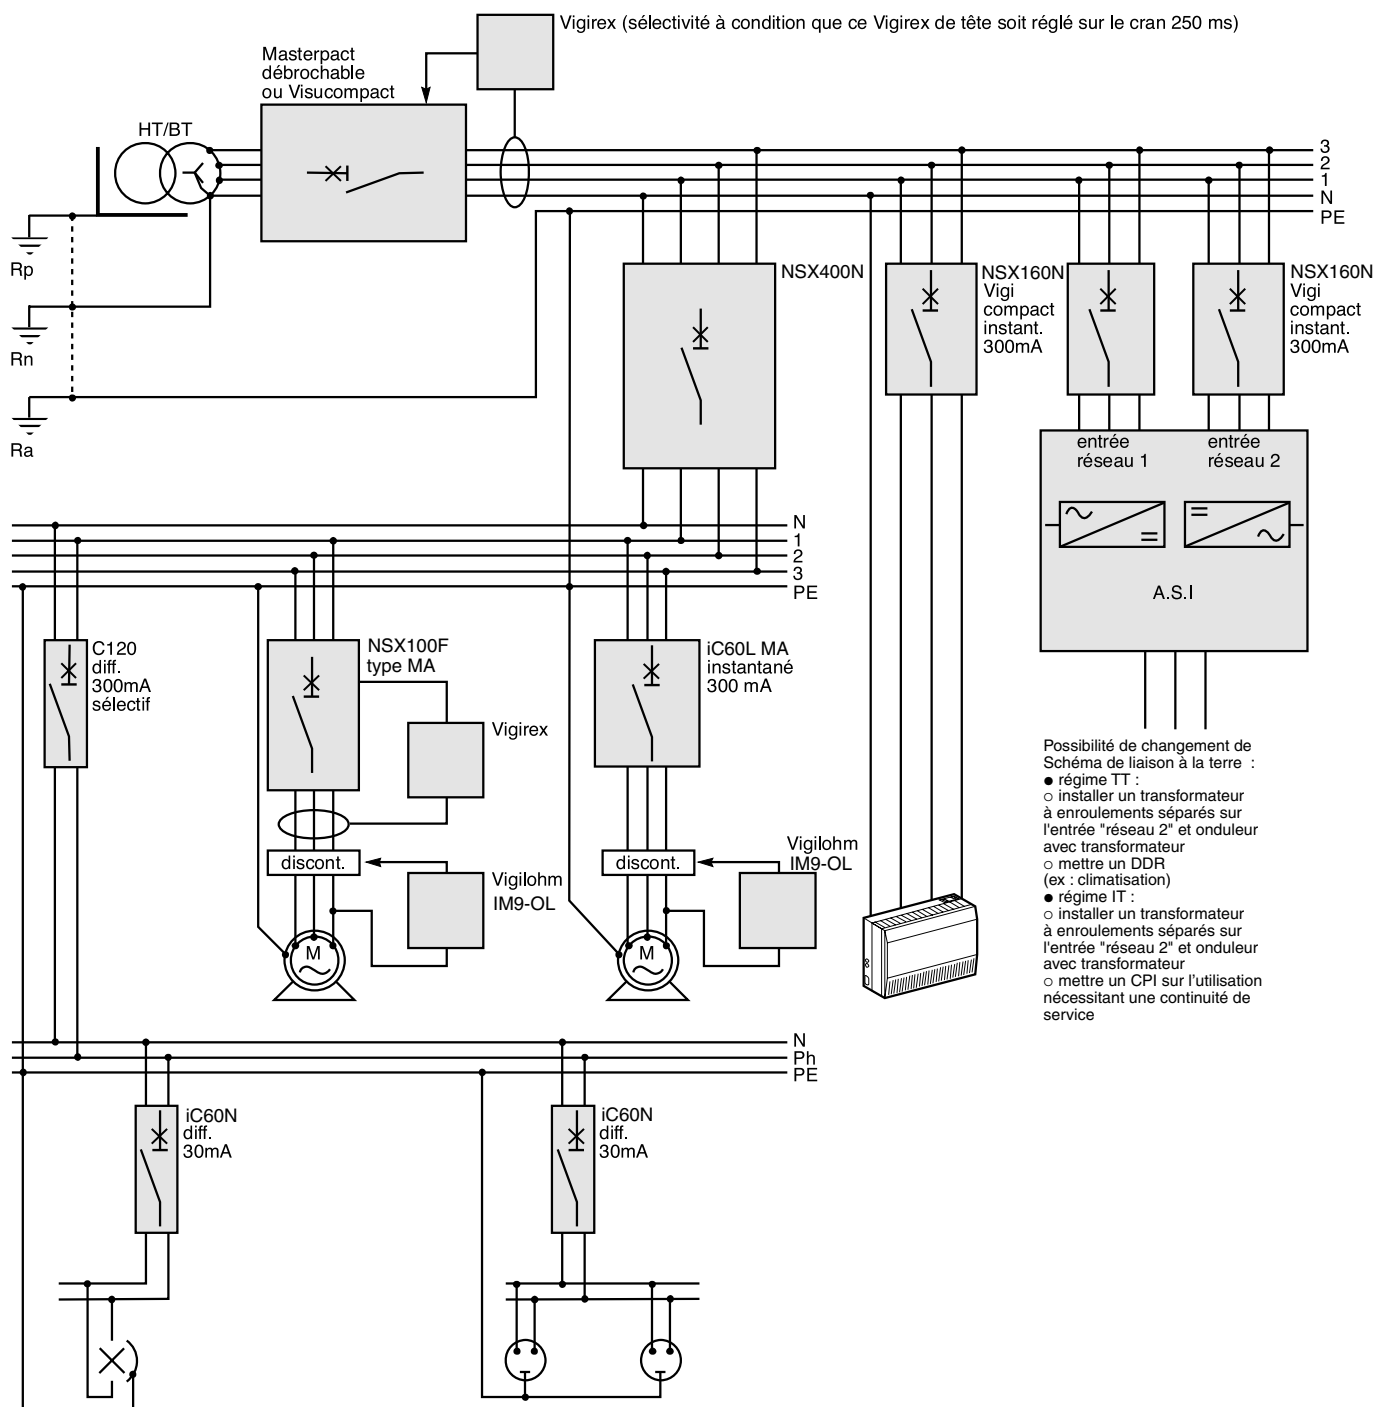 Vigirex (sélectivité à condition que ce Vigirex de tête soit réglé sur le cran 250 ms)
Masterpact
débrochable
ou Visucompact
HT/BT
3
2
1
N
PE
Rp
Rn
Ra
NSX400N
NSX160N
Vigi
compact
instant.
300mA
NSX160N
Vigi
compact
instant.
300mA
entrée
réseau 1
entrée
réseau 2
A.S.I
N
1
2
3
PE
C120
diff.
300mA
sélectif
NSX100F
type MA
Vigirex
iC60L MA
instantané
300 mA
discont.
Vigilohm
IM9-OL
discont.
Vigilohm
IM9-OL
M
M
Possibilité de changement de
Schéma de liaison à la terre :
● régime TT :
○ installer un transformateur
à enroulements séparés sur
l'entrée "réseau 2" et onduleur
avec transformateur
○ mettre un DDR
(ex : climatisation)
● régime IT :
○ installer un transformateur
à enroulements séparés sur
l'entrée "réseau 2" et onduleur
avec transformateur
○ mettre un CPI sur l’utilisation
nécessitant une continuité de
service
N
Ph
PE
iC60N
diff.
30mA
iC60N
diff.
30mA